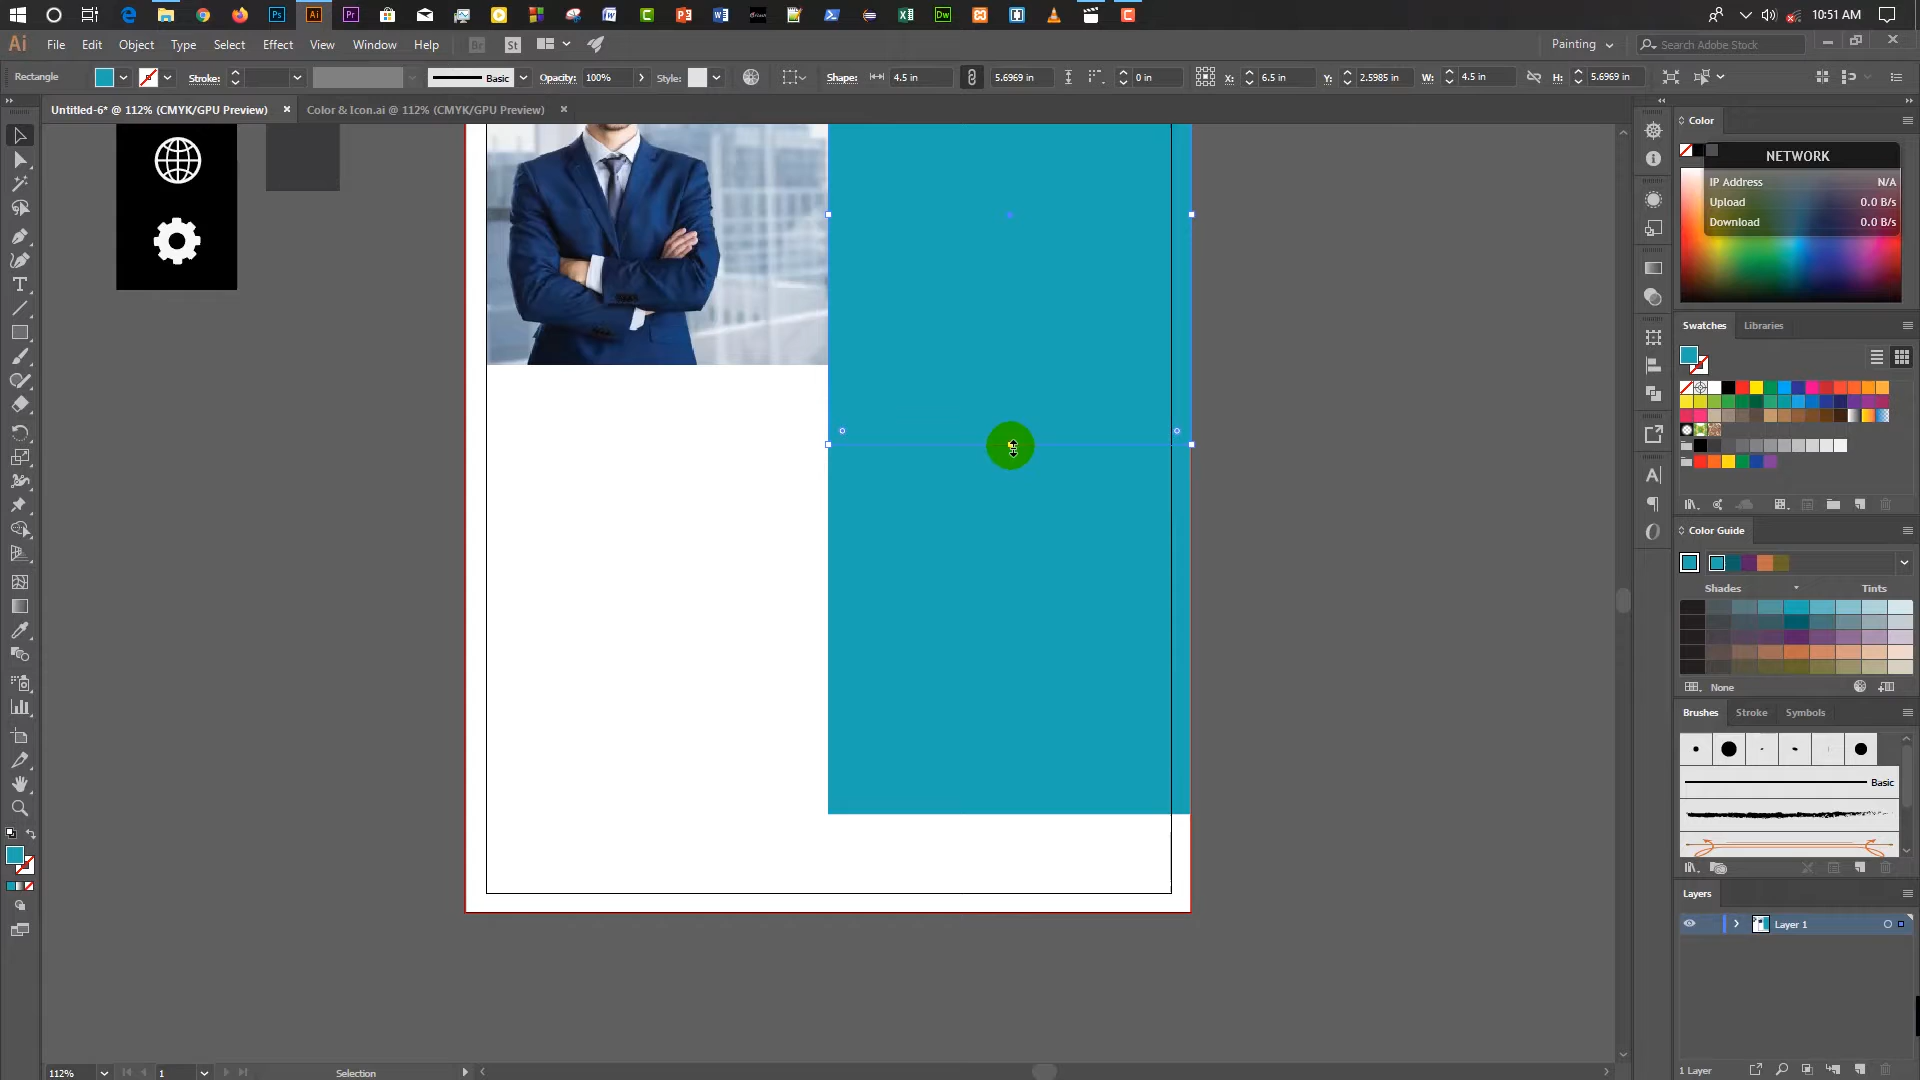 10:51 AM
Ai File Edit Object Type Select Effect View Window Help Br St Painting Search Adobe Stock
Rectangle Stroke: Basic Opacity: 100% Style: Shape: 4.5 in 5.6969 in 0 in X: 6.5 in Y: 2.5985 in W: 4.5 in H: 5.6969 in
Untitled-6* @ 112% (CMYK/GPU Preview) × Color & Icon.ai @ 112% (CMYK/GPU Preview) ×
Color
NETWORK
IP Address N/A
Upload 0.0 B/s
Download 0.0 B/s
Swatches Libraries
Color Guide
Shades Tints
None
Brushes Stroke Symbols
Basic
Layers
Layer 1
1 Layer
112% 1 Selection